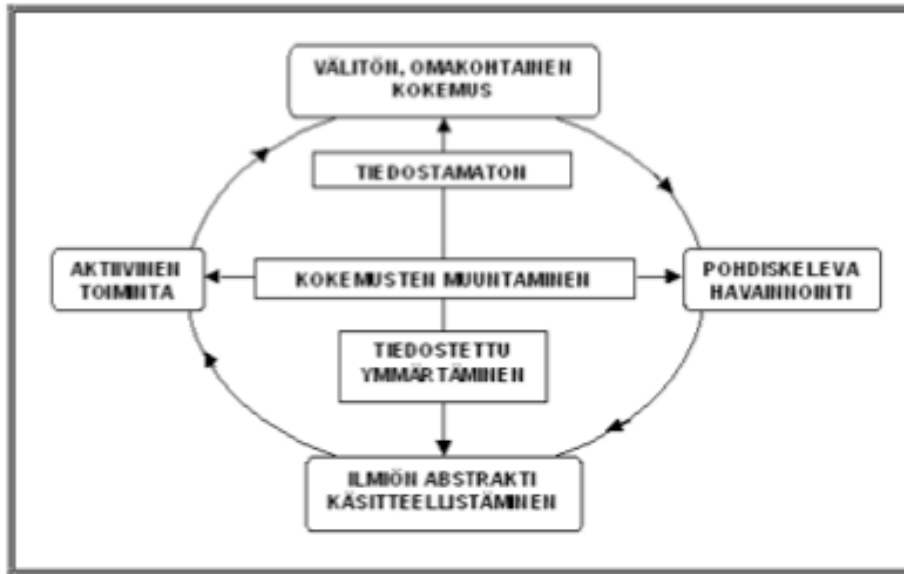 VÄLITÖN, OMAKOHTAINEN
KOKEMUS
TIEDOSTAMATON
AKTIIVINEN
TOIMINTA
KOKEMUSTEN MUUNTAMINEN
POHDISKELEVA
HAVAINNOINTI
TIEDOSTETTU
YMMÄRTÄMINEN
ILMIÖN ABSTRAKTI
KÄSITTEELLISTÄMINEN